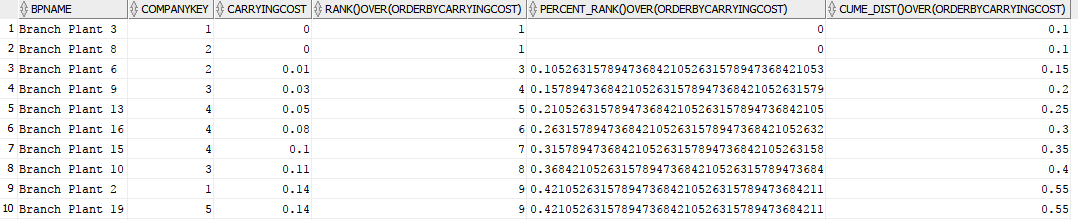 BPNAME COMPANYKEY CARRYINGCOST RANK()OVER(ORDERBYCARRYINGCOST) PERCENT_RANK()OVER(ORDERBYCARRYINGCOST) CUME_DIST()OVER(ORDERBYCARRYINGCOST)
1 Branch Plant 3 1 0 1 0 0.1
2 Branch Plant 8 2 0 1 0 0.1
3 Branch Plant 6 2 0.01 3 0.1052631578947368421052631578947368421053 0.15
4 Branch Plant 9 3 0.03 4 0.1578947368421052631578947368421052631579 0.2
5 Branch Plant 13 4 0.05 5 0.2105263157894736842105263157894736842105 0.25
6 Branch Plant 16 4 0.08 6 0.2631578947368421052631578947368421052632 0.3
7 Branch Plant 15 4 0.1 7 0.3157894736842105263157894736842105263158 0.35
8 Branch Plant 10 3 0.11 8 0.3684210526315789473684210526315789473684 0.4
9 Branch Plant 2 1 0.14 9 0.4210526315789473684210526315789473684211 0.55
10 Branch Plant 19 5 0.14 9 0.4210526315789473684210526315789473684211 0.55